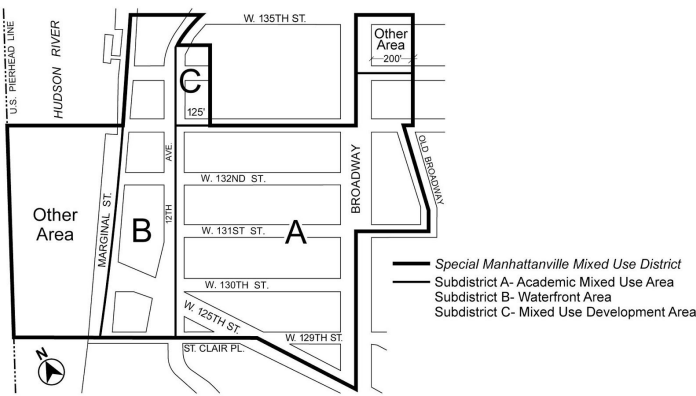 U.S. PIERHEAD LINE
HUDSON RIVER
W. 135TH ST.
Other
Area
200'
C
125'
AVE.
12TH
BROADWAY
OLD BROADWAY
W. 132ND ST.
Other
Area
MARGINAL ST.
B
A
W. 131ST ST.
W. 130TH ST.
W. 125TH ST.
W. 129TH ST.
ST. CLAIR PL.
N
Special Manhattanville Mixed Use District
Subdistrict A- Academic Mixed Use Area
Subdistrict B- Waterfront Area
Subdistrict C- Mixed Use Development Area